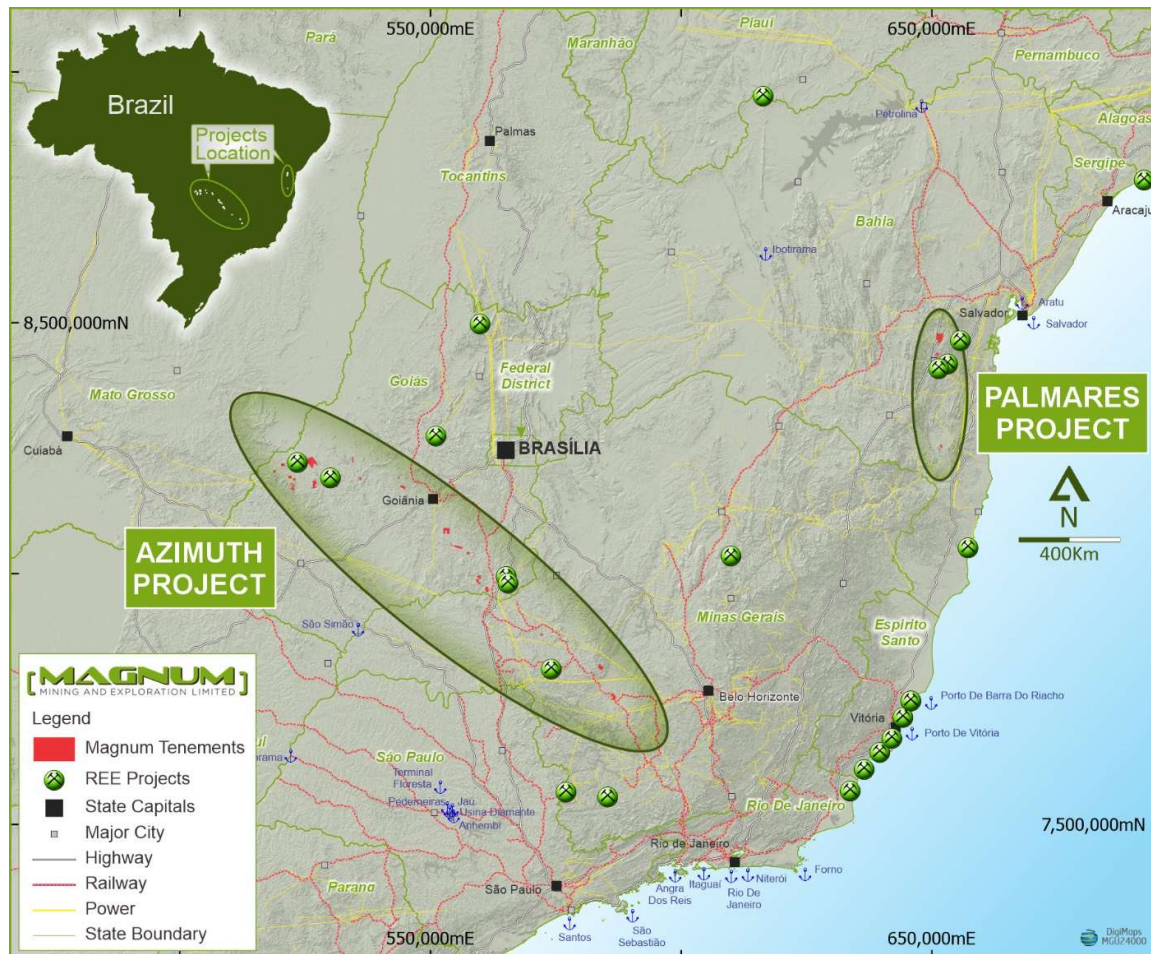 550,000mE
650,000mE
Pará
Maranhão
Piauí
Pernambuco
Alagoas
Sergipe
Brazil
Projects
Location
Palmas
Tocantins
Petrolina
Aracaju
Bahia
Ibotirama
8,500,000mN
Salvador
Aratu
Salvador
Mato Grosso
Goiás
Federal
District
PALMARES
PROJECT
Cuiabá
BRASÍLIA
Goiânia
N
400Km
AZIMUTH
PROJECT
São Simão
Minas Gerais
Espirito
Santo
Belo Horizonte
Porto De Barra Do Riacho
Vitória
Porto De Vitória
[MAGNUM]
MINING AND EXPLORATION LIMITED
Legend
Magnum Tenements
REE Projects
State Capitals
Major City
Highway
Railway
Power
State Boundary
São Paulo
Terminal
Floresta
Pederneiras
Jaú
Usina Diamante
Anhembi
Rio De Janeiro
7,500,000mN
Rio de Janeiro
Paraná
São Paulo
Angra
Dos Reis
Itaguaí
Rio De
Janeiro
Niterói
Forno
Santos
São
Sebastião
550,000mE
650,000mE
DigiMaps
MGU24000